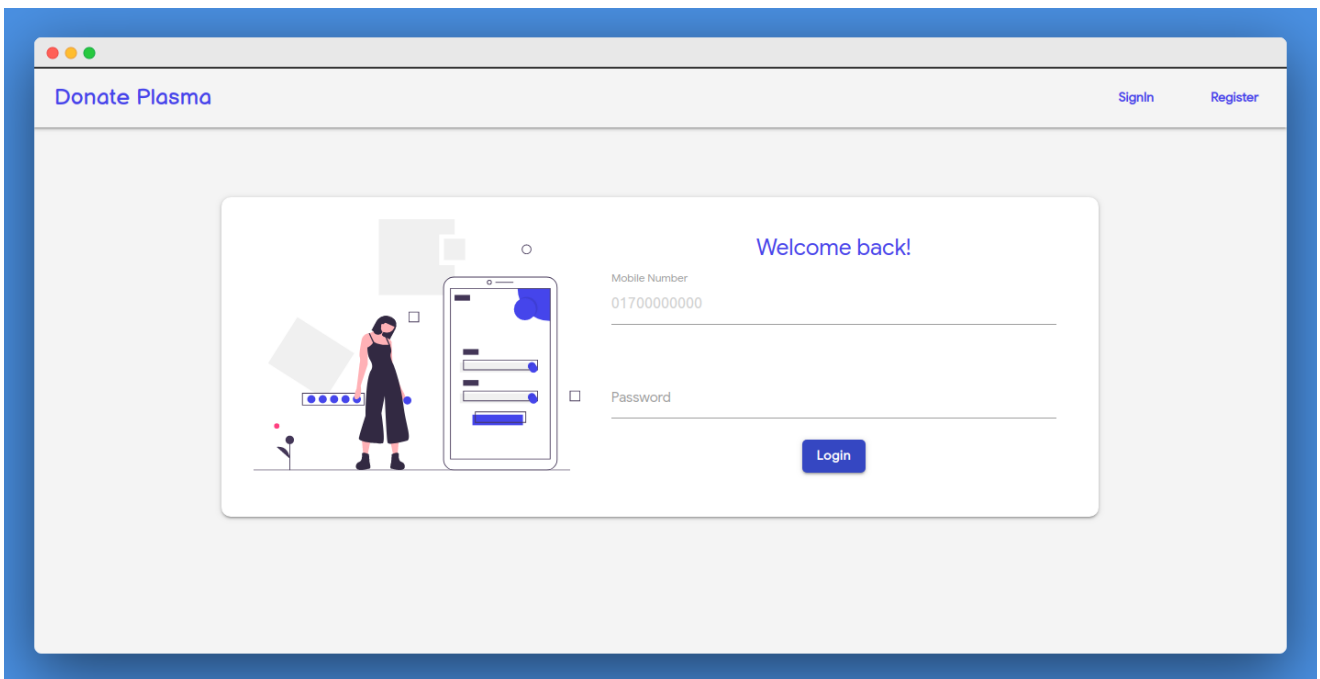 Donate Plasma
SignIn
Register
Welcome back!
Mobile Number
01700000000
Password
Login